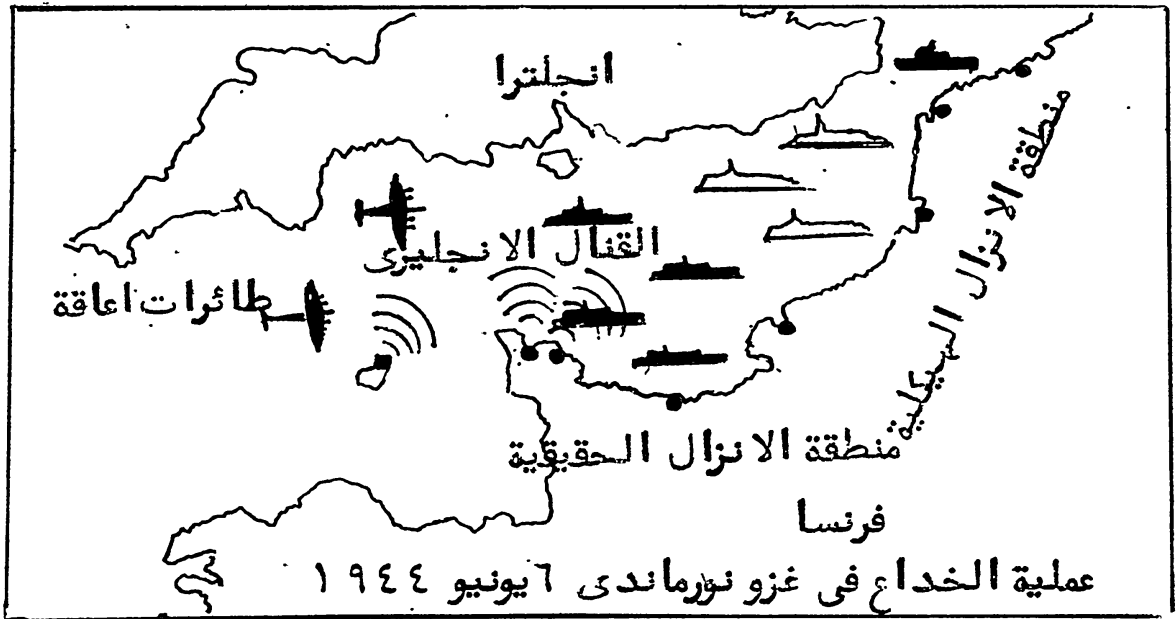 انجلترا
القنال الانجليزى
طائرات اعاقة
منطقة الانزال الهيكلية
منطقة الانزال الحقيقية
فرنسا
عملية الخداع فى غزو نورماندى ٦ يونيو ١٩٤٤